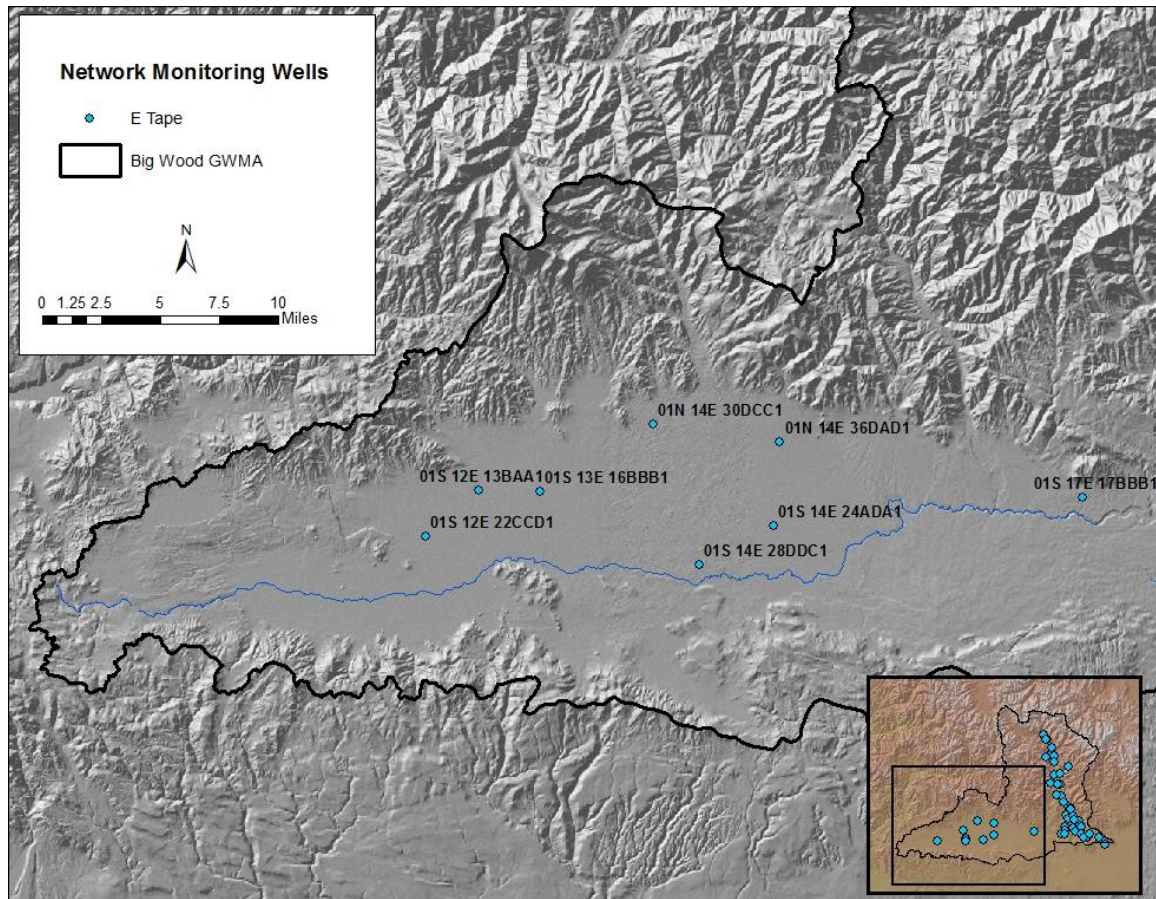 Network Monitoring Wells
E Tape
Big Wood GWMA
N
0 1.25 2.5 5 7.5 10
Miles
01N 14E 30DCC1
01N 14E 36DAD1
01S 12E 13BAA1
01S 13E 16BBB1
01S 17E 17BBB1
01S 12E 22CCD1
01S 14E 24ADA1
01S 14E 28DDC1